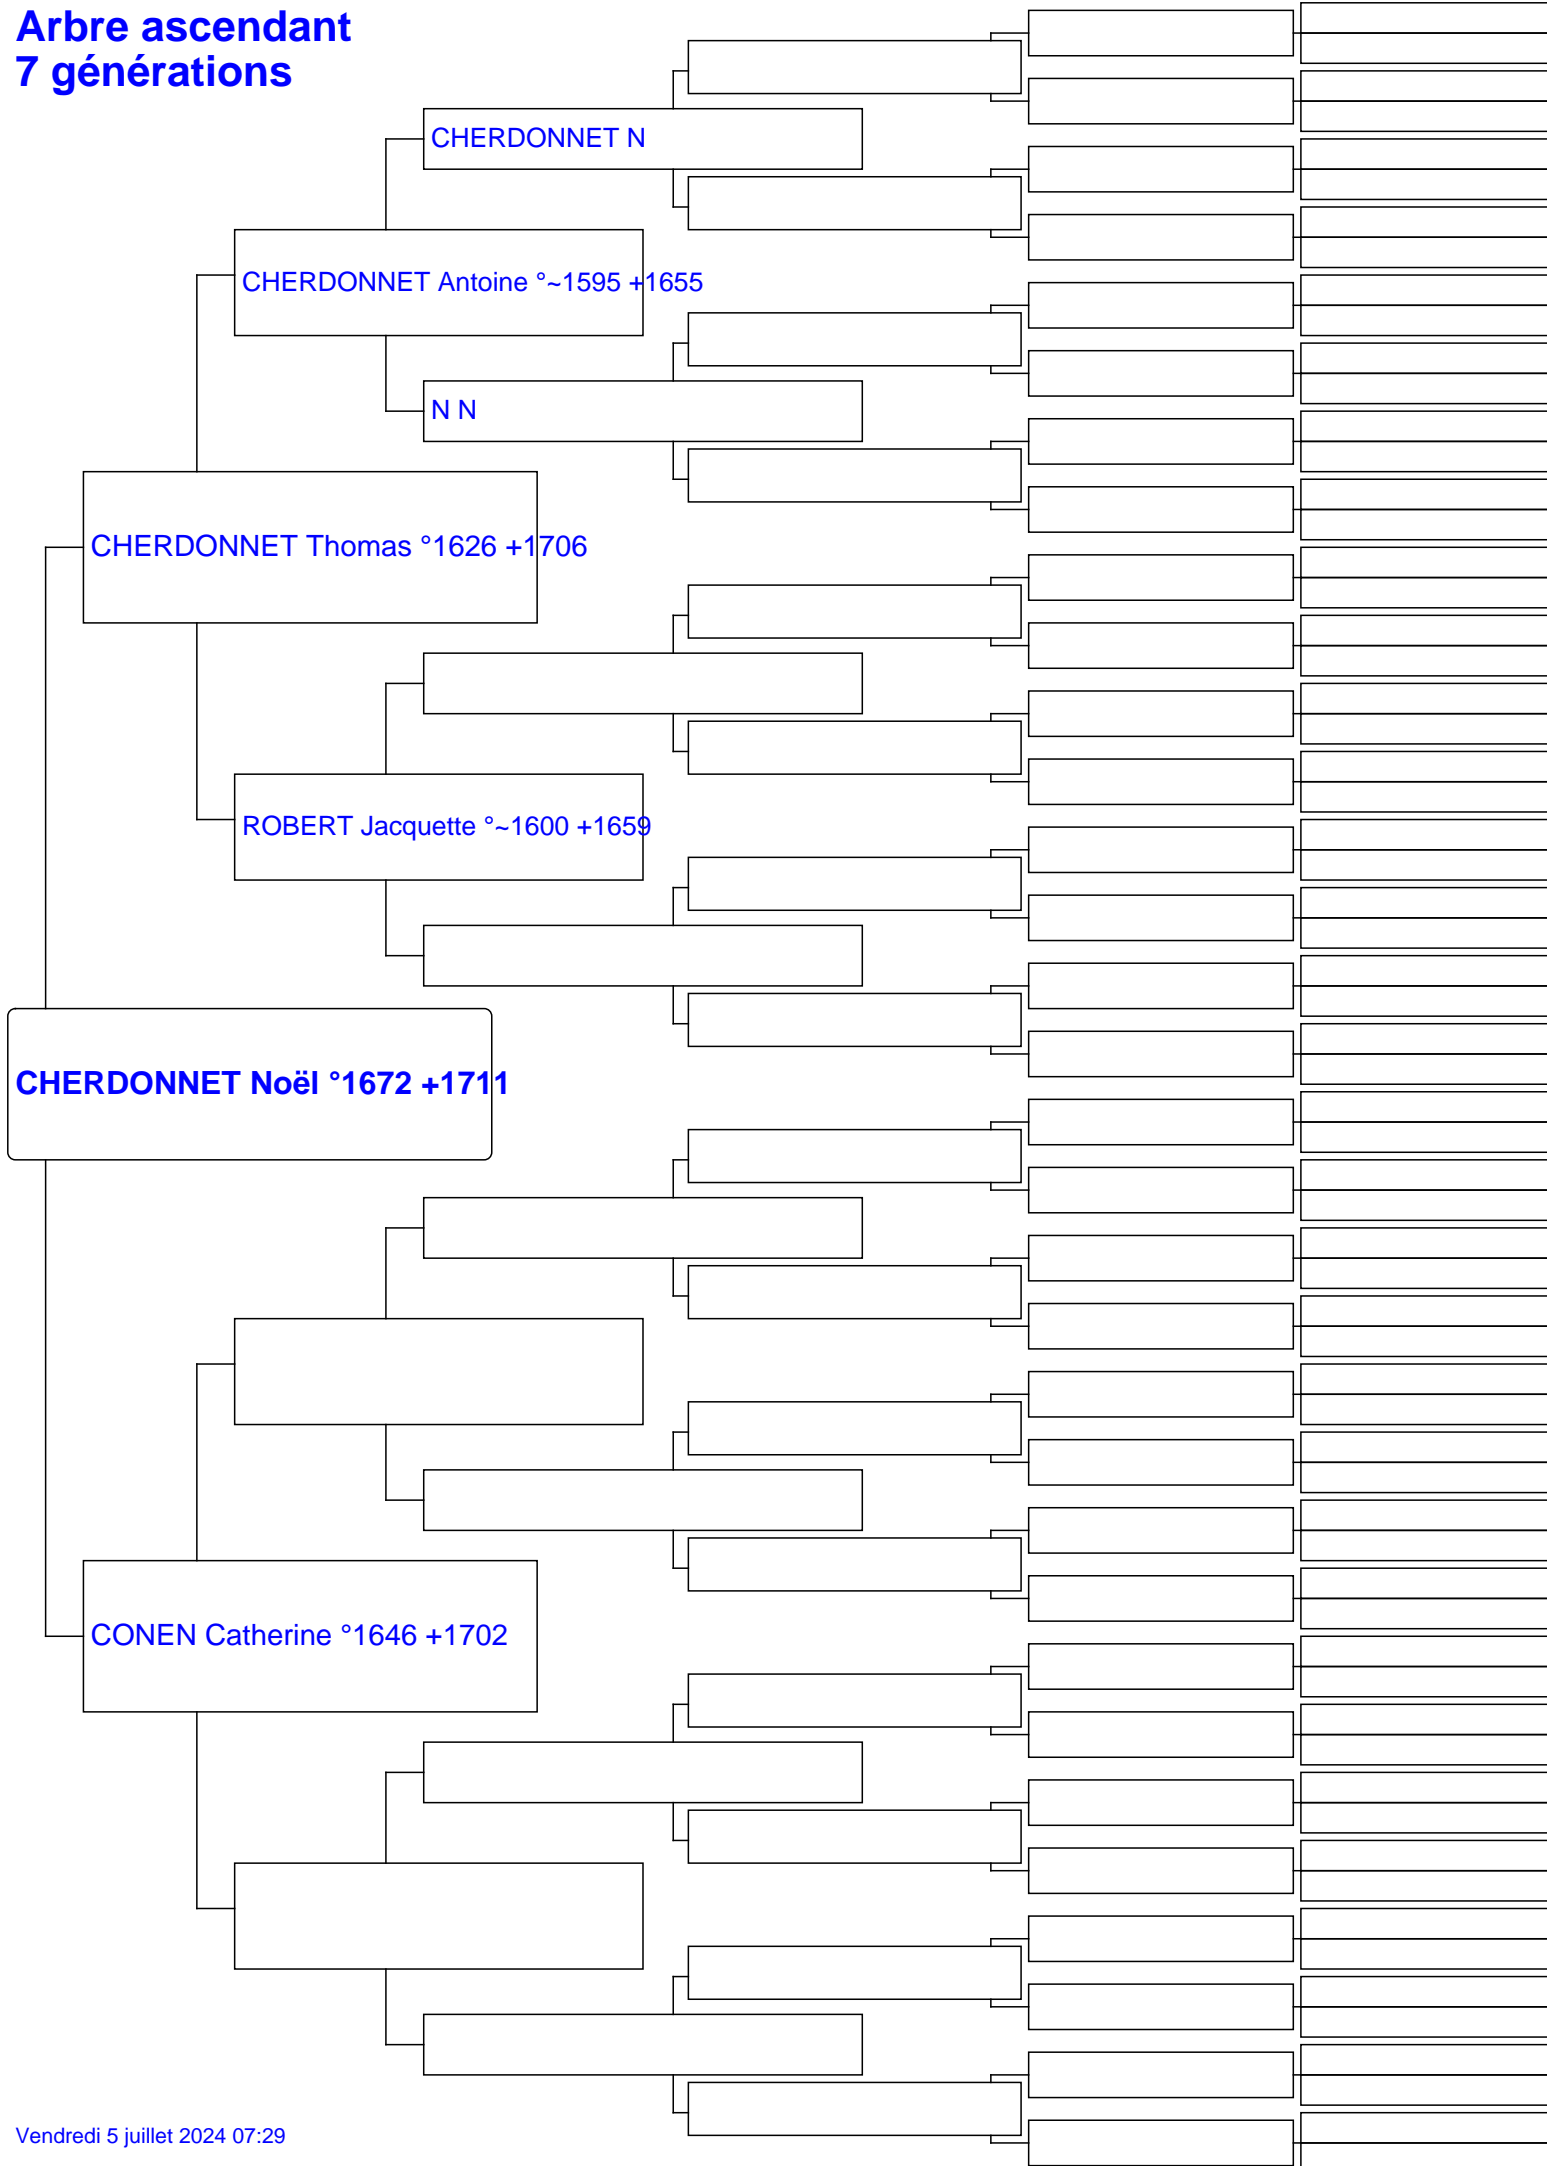 Arbre ascendant
7 générations
CHERDONNET N
CHERDONNET Antoine °~1595 +1655
N N
CHERDONNET Thomas °1626 +1706
ROBERT Jacquette °~1600 +1659
CHERDONNET Noël °1672 +1711
CONEN Catherine °1646 +1702
Vendredi 5 juillet 2024 07:29